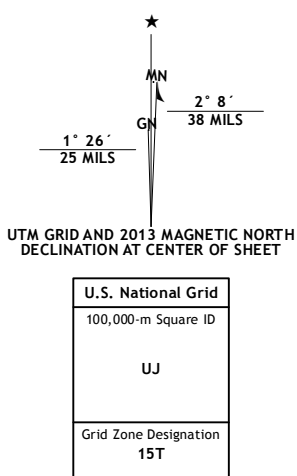 ★
MN
2° 8´
38 MILS
GN
1° 26´
25 MILS
UTM GRID AND 2013 MAGNETIC NORTH
DECLINATION AT CENTER OF SHEET
U.S. National Grid
100,000-m Square ID
UJ
Grid Zone Designation
15T